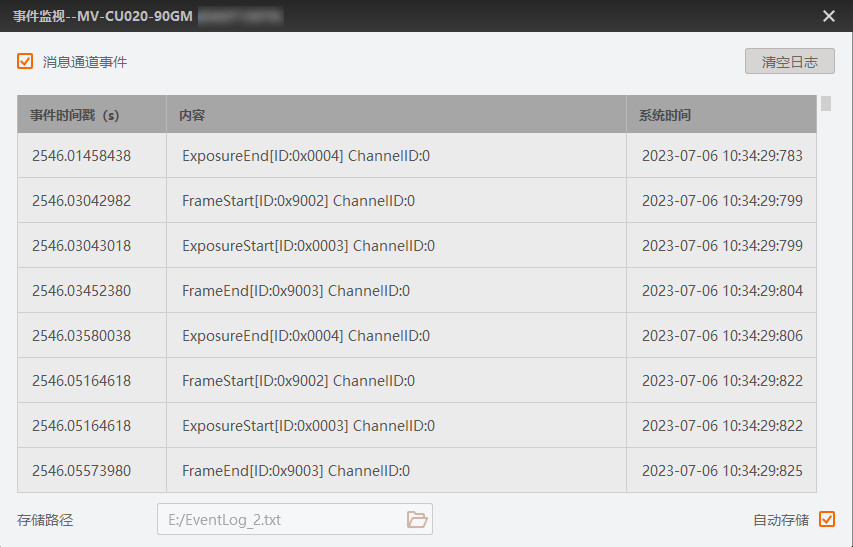 事件监视--MV-CU020-90GM
消息通道事件
清空日志
事件时间戳（s） 内容 系统时间
2546.01458438 ExposureEnd[ID:0x0004] ChannelID:0 2023-07-06 10:34:29:783
2546.03042982 FrameStart[ID:0x9002] ChannelID:0 2023-07-06 10:34:29:799
2546.03043018 ExposureStart[ID:0x0003] ChannelID:0 2023-07-06 10:34:29:799
2546.03452380 FrameEnd[ID:0x9003] ChannelID:0 2023-07-06 10:34:29:804
2546.03580038 ExposureEnd[ID:0x0004] ChannelID:0 2023-07-06 10:34:29:806
2546.05164618 FrameStart[ID:0x9002] ChannelID:0 2023-07-06 10:34:29:822
2546.05164618 ExposureStart[ID:0x0003] ChannelID:0 2023-07-06 10:34:29:822
2546.05573980 FrameEnd[ID:0x9003] ChannelID:0 2023-07-06 10:34:29:825
存储路径 E:/EventLog_2.txt 自动存储